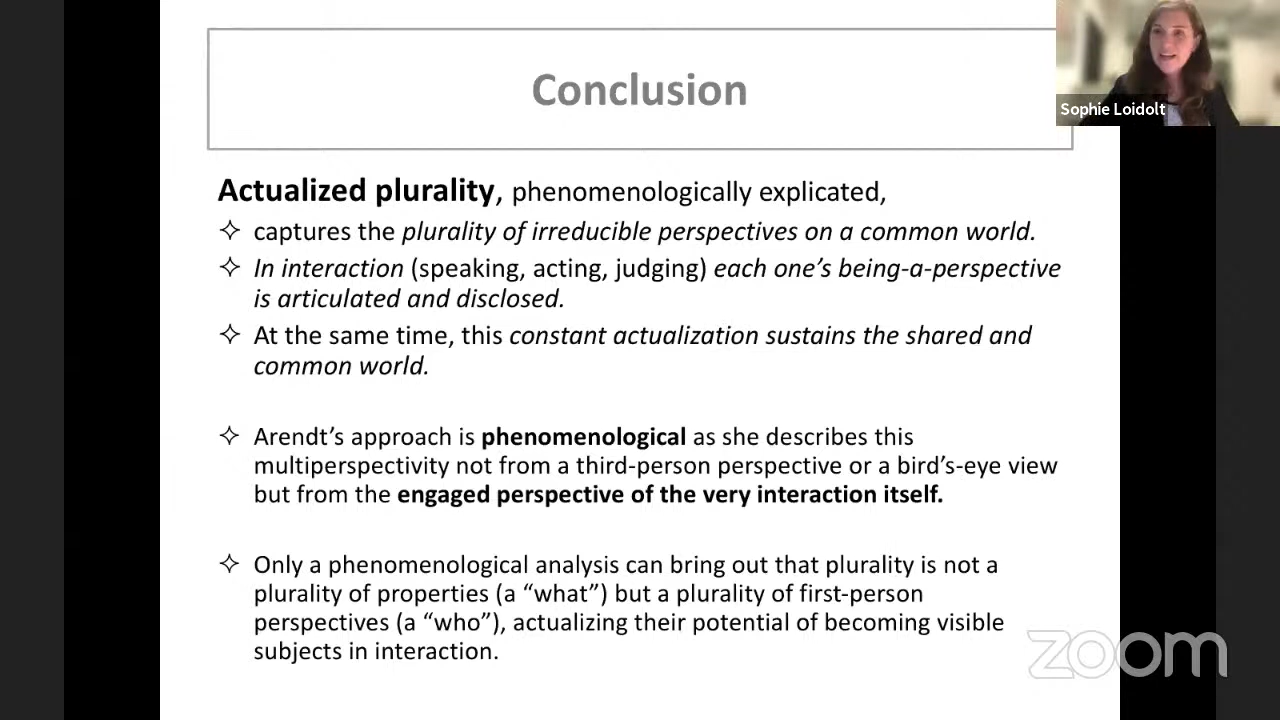 Conclusion
Sophie Loidolt
Actualized plurality, phenomenologically explicated,
✧ captures the plurality of irreducible perspectives on a common world.
✧ In interaction (speaking, acting, judging) each one’s being-a-perspective
is articulated and disclosed.
✧ At the same time, this constant actualization sustains the shared and
common world.
✧ Arendt’s approach is phenomenological as she describes this
multiperspectivity not from a third-person perspective or a bird’s-eye view
but from the engaged perspective of the very interaction itself.
✧ Only a phenomenological analysis can bring out that plurality is not a
plurality of properties (a “what”) but a plurality of first-person
perspectives (a “who”), actualizing their potential of becoming visible
subjects in interaction.
zoom